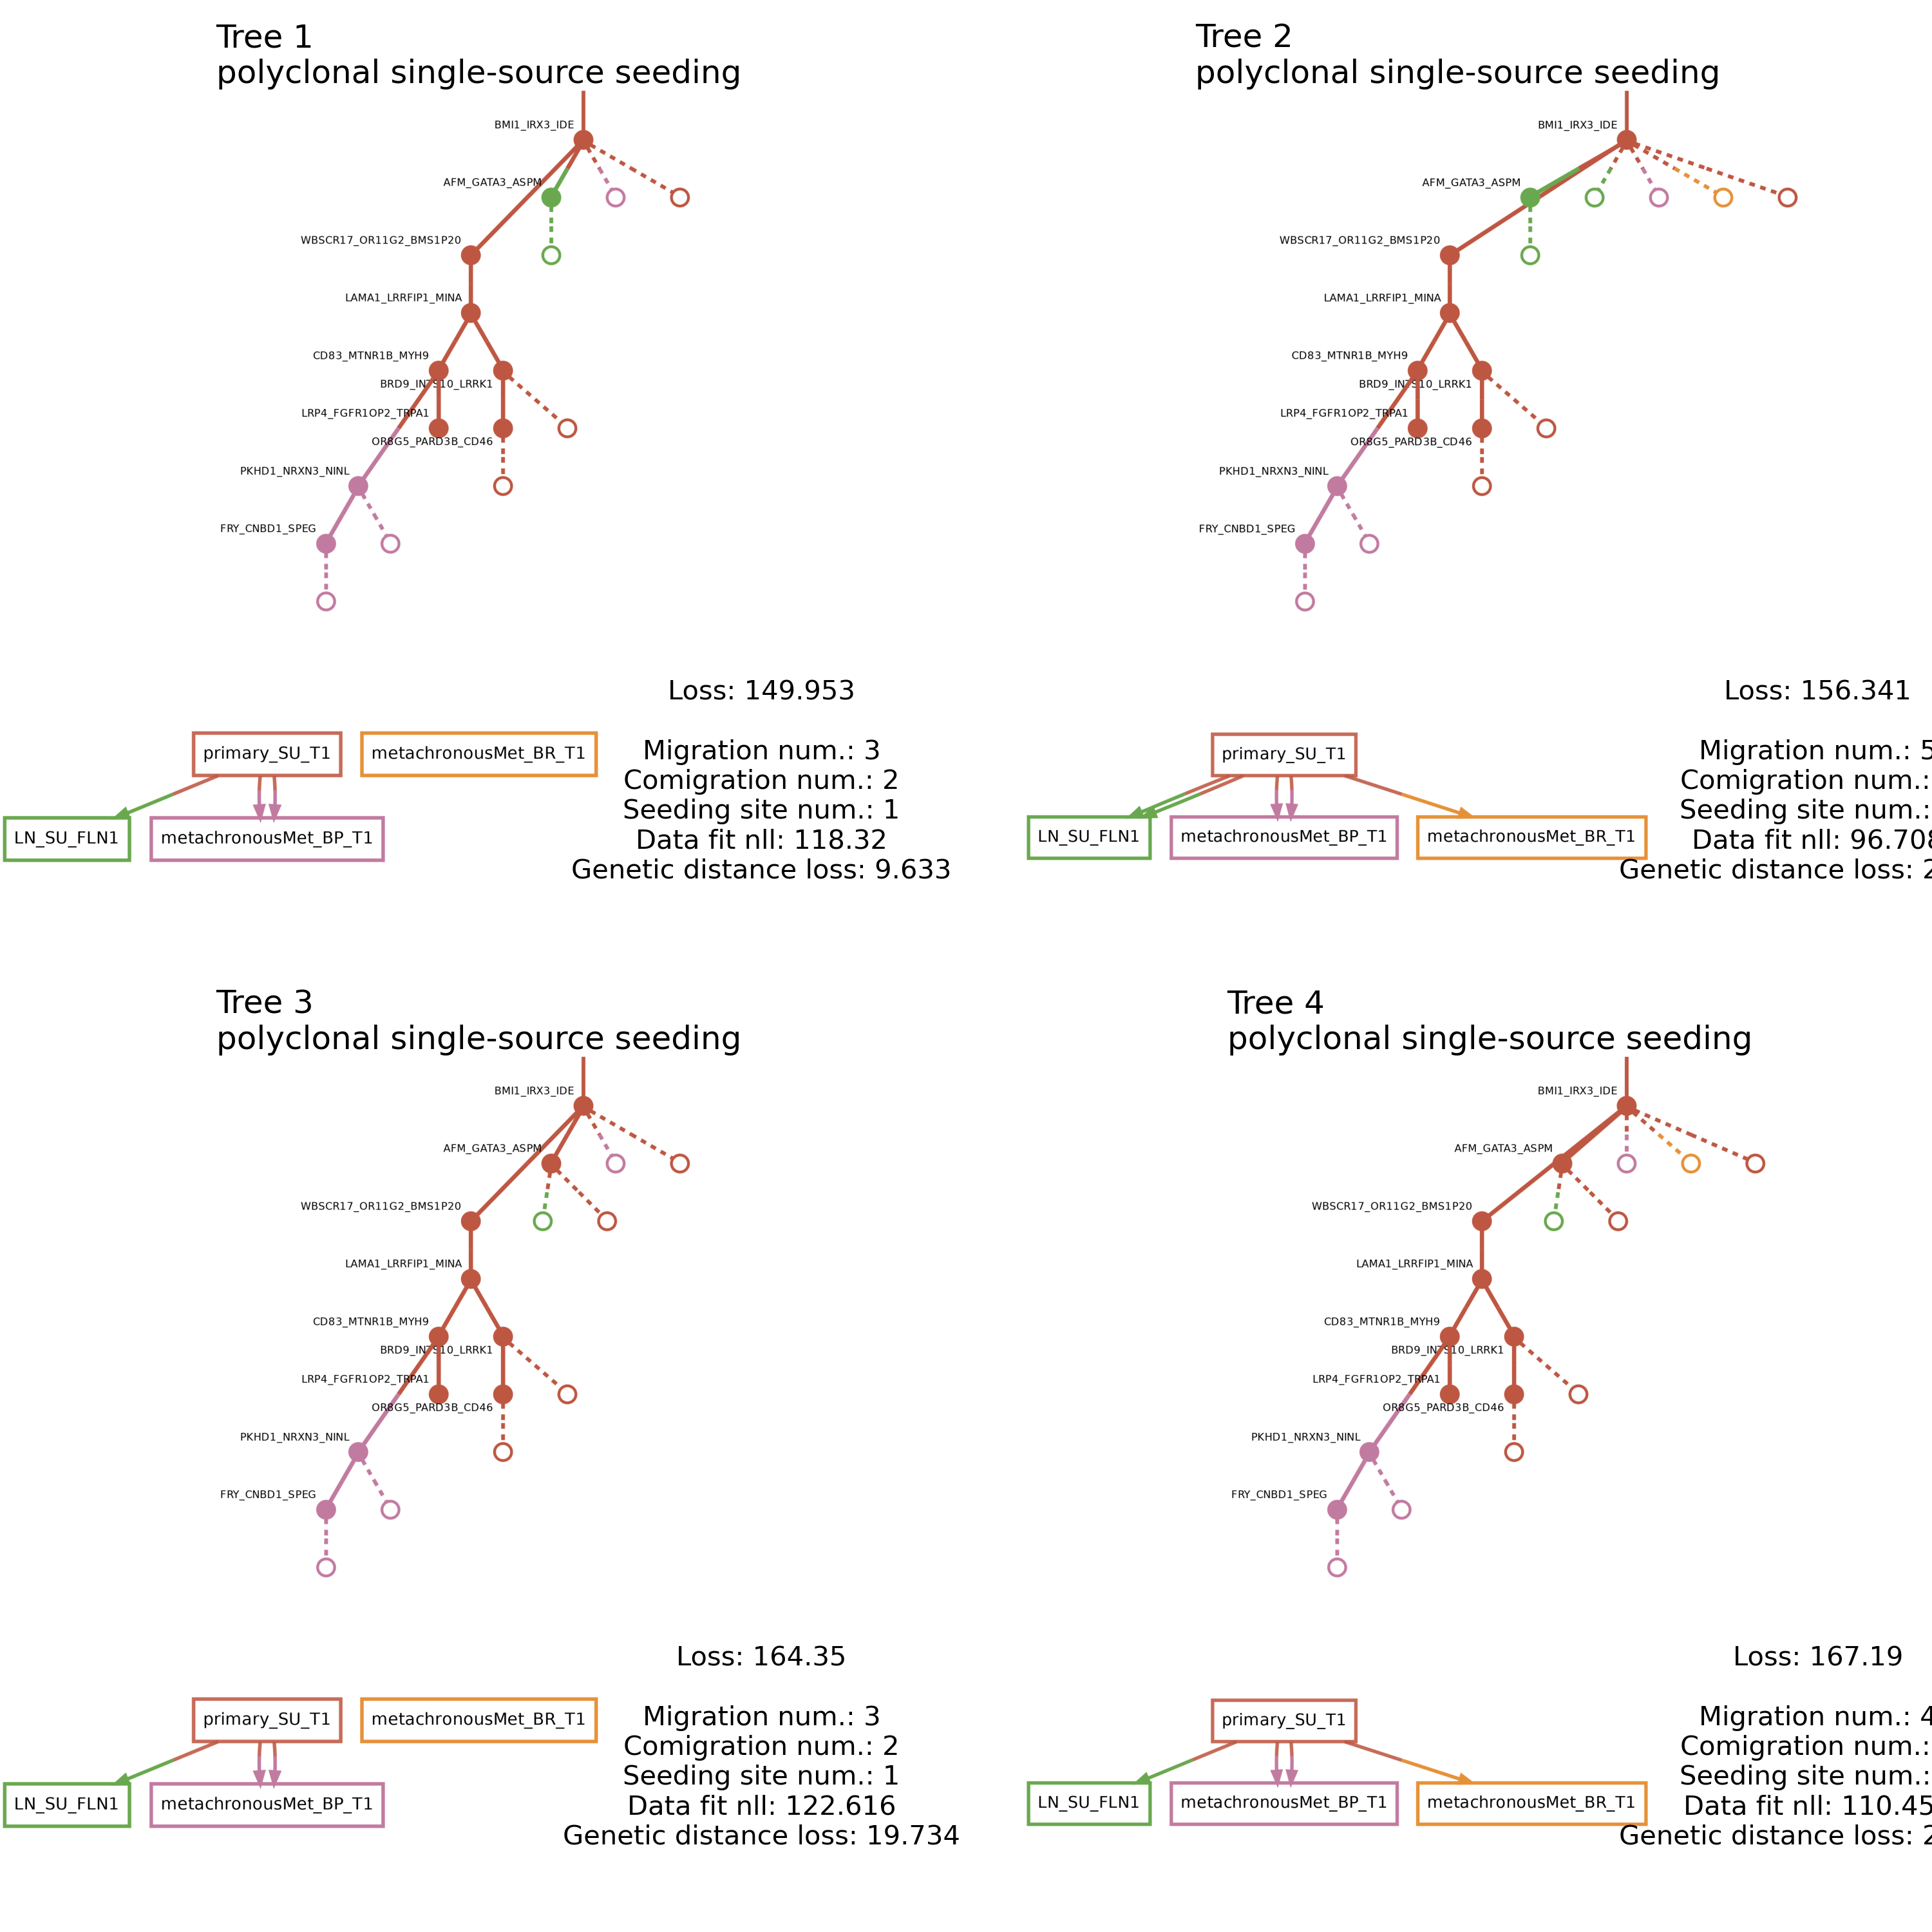 Tree 1
polyclonal single-source seeding
BMI1_IRX3_IDE
AFM_GATA3_ASPM
WBSCR17_OR11G2_BMS1P20
LAMA1_LRRFIP1_MINA
CD83_MTNR1B_MYH9
BRD9_INTS10_LRRK1
LRP4_FGFR1OP2_TRPA1
OR8G5_PARD3B_CD46
PKHD1_NRXN3_NINL
FRY_CNBD1_SPEG
Loss: 149.953
primary_SU_T1
metachronousMet_BR_T1
LN_SU_FLN1
metachronousMet_BP_T1
Migration num.: 3
Comigration num.: 2
Seeding site num.: 1
Data fit nll: 118.32
Genetic distance loss: 9.633
Tree 2
polyclonal single-source seeding
BMI1_IRX3_IDE
AFM_GATA3_ASPM
WBSCR17_OR11G2_BMS1P20
LAMA1_LRRFIP1_MINA
CD83_MTNR1B_MYH9
BRD9_INTS10_LRRK1
LRP4_FGFR1OP2_TRPA1
OR8G5_PARD3B_CD46
PKHD1_NRXN3_NINL
FRY_CNBD1_SPEG
Loss: 156.341
primary_SU_T1
LN_SU_FLN1
metachronousMet_BP_T1
metachronousMet_BR_T1
Migration num.: 5
Comigration num.:
Seeding site num.:
Data fit nll: 96.708
Genetic distance loss: 2
Tree 3
polyclonal single-source seeding
BMI1_IRX3_IDE
AFM_GATA3_ASPM
WBSCR17_OR11G2_BMS1P20
LAMA1_LRRFIP1_MINA
CD83_MTNR1B_MYH9
BRD9_INTS10_LRRK1
LRP4_FGFR1OP2_TRPA1
OR8G5_PARD3B_CD46
PKHD1_NRXN3_NINL
FRY_CNBD1_SPEG
Loss: 164.35
primary_SU_T1
metachronousMet_BR_T1
LN_SU_FLN1
metachronousMet_BP_T1
Migration num.: 3
Comigration num.: 2
Seeding site num.: 1
Data fit nll: 122.616
Genetic distance loss: 19.734
Tree 4
polyclonal single-source seeding
BMI1_IRX3_IDE
AFM_GATA3_ASPM
WBSCR17_OR11G2_BMS1P20
LAMA1_LRRFIP1_MINA
CD83_MTNR1B_MYH9
BRD9_INTS10_LRRK1
LRP4_FGFR1OP2_TRPA1
OR8G5_PARD3B_CD46
PKHD1_NRXN3_NINL
FRY_CNBD1_SPEG
Loss: 167.19
primary_SU_T1
LN_SU_FLN1
metachronousMet_BP_T1
metachronousMet_BR_T1
Migration num.: 4
Comigration num.:
Seeding site num.:
Data fit nll: 110.45
Genetic distance loss: 2